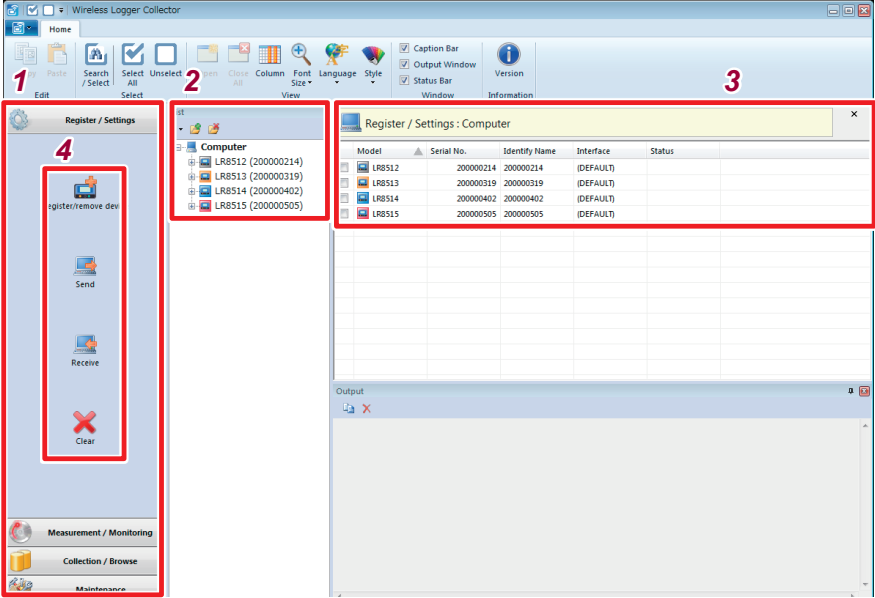 Wireless Logger Collector
Home
Paste
Search / Select
Select All
Unselect
Open
Close All
Column
Font Size
Language
Style
Caption Bar
Output Window
Status Bar
Version
Edit
Select
View
Window
Information
1
2
3
4
Register / Settings
egister/remove devi
Send
Receive
Clear
Measurement / Monitoring
Collection / Browse
Maintenance
st
Computer
LR8512 (200000214)
LR8513 (200000319)
LR8514 (200000402)
LR8515 (200000505)
Register / Settings : Computer
Model Serial No. Identify Name Interface Status
LR8512 200000214 200000214 (DEFAULT)
LR8513 200000319 200000319 (DEFAULT)
LR8514 200000402 200000402 (DEFAULT)
LR8515 200000505 200000505 (DEFAULT)
Output